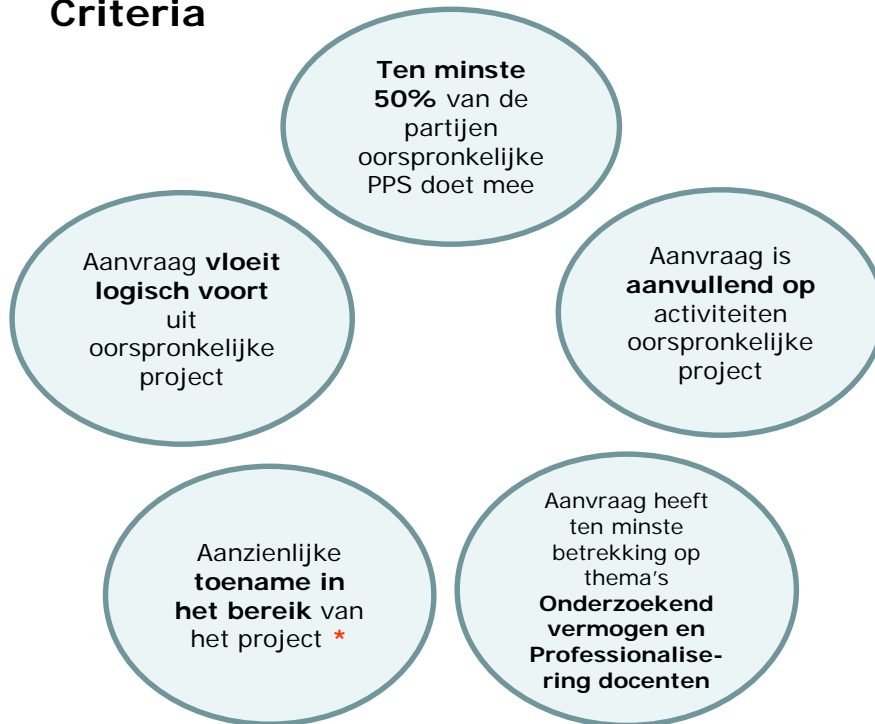 Criteria
Ten minste
50% van de
partijen
oorspronkelijke
PPS doet mee
Aanvraag vloeit
logisch voort
uit
oorspronkelijke
project
Aanvraag is
aanvullend op
activiteiten
oorspronkelijke
project
Aanzienlijke
toename in
het bereik van
het project *
Aanvraag heeft
ten minste
betrekking op
thema's
Onderzoekend
vermogen en
Professionalise-
ring docenten